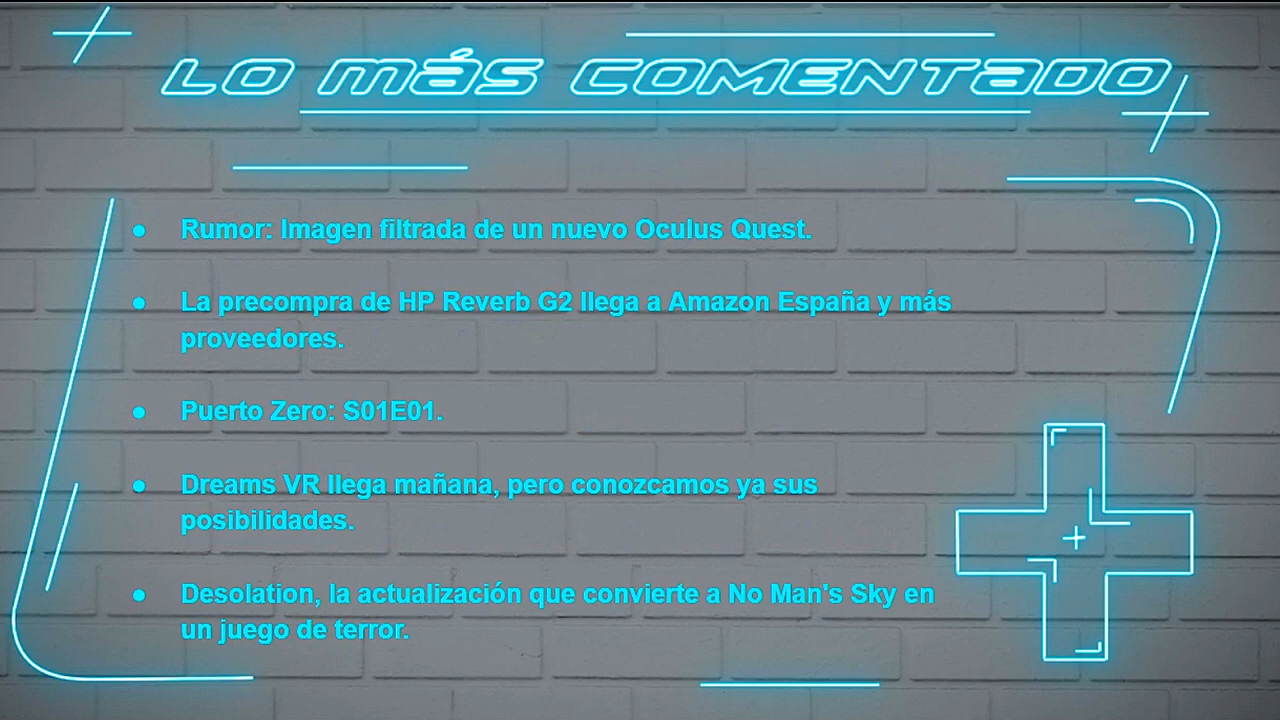 LO MÁS COMENTADO
● Rumor: Imagen filtrada de un nuevo Oculus Quest.
● La precompra de HP Reverb G2 llega a Amazon España y más
proveedores.
● Puerto Zero: S01E01.
● Dreams VR llega mañana, pero conozcamos ya sus
posibilidades.
● Desolation, la actualización que convierte a No Man's Sky en
un juego de terror.